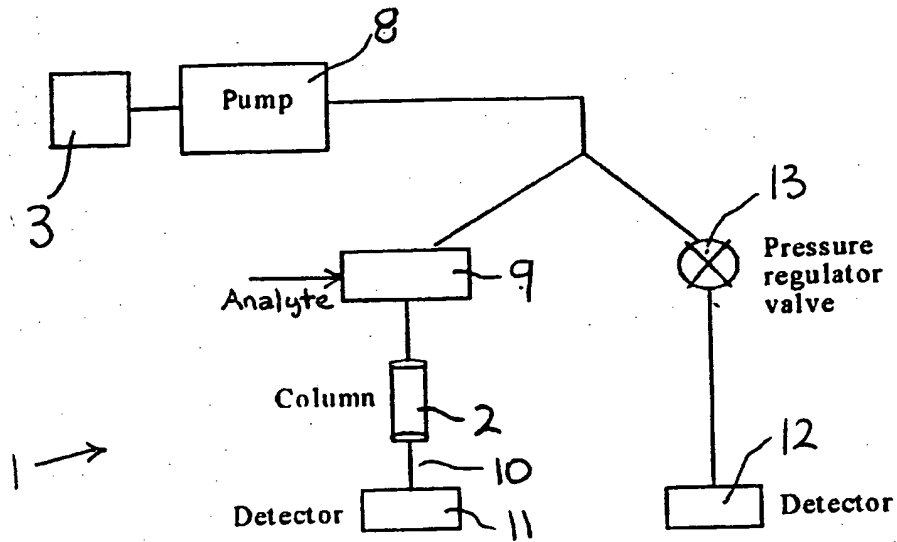 8
Pump
3
13
Pressure
regulator
valve
9
Analyte
Column
2
1
10
12
Detector
11
Detector